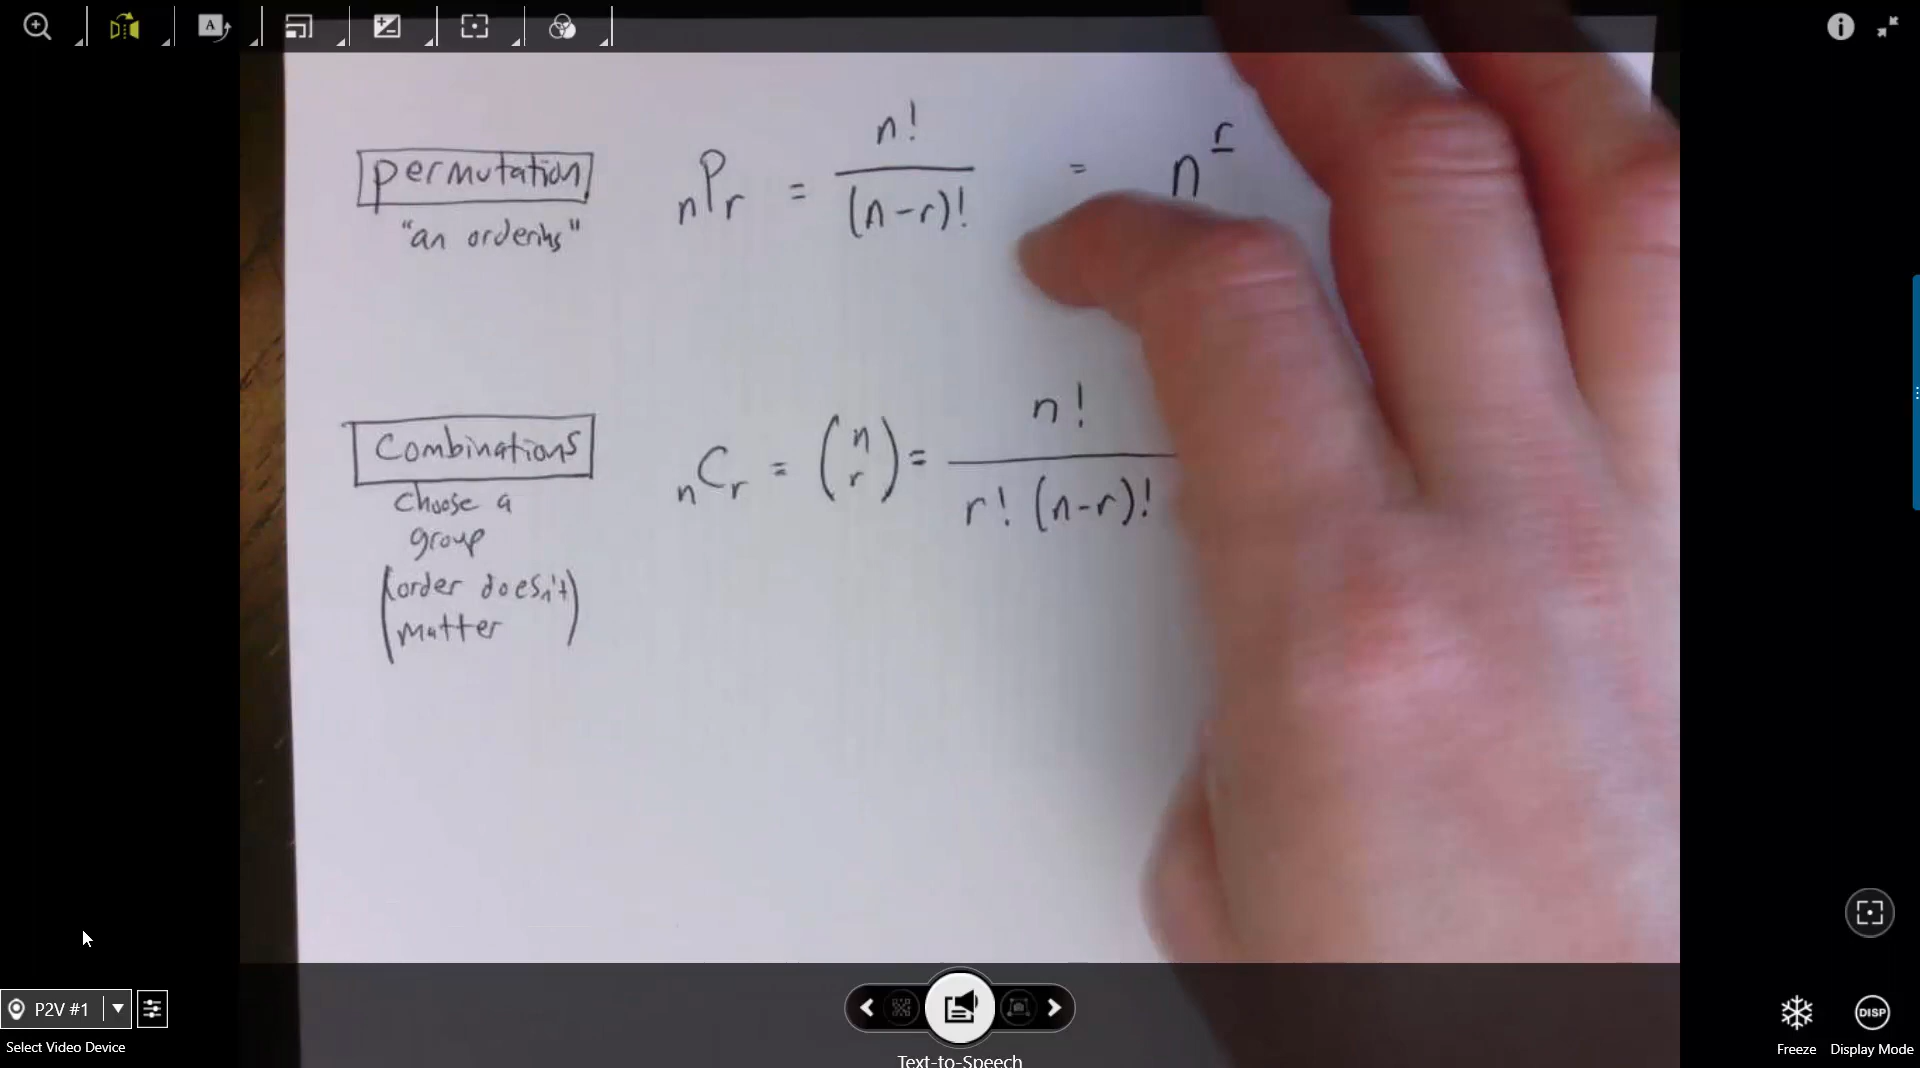 A
permutation
"an ordering"
nPr = n! / (n-r)! = n^r
Combinations
choose a
group
(order doesn't
matter)
nCr = (n r) = n! / r! (n-r)!
P2V #1
Select Video Device
Text-to-Speech
Freeze
DISP
Display Mode